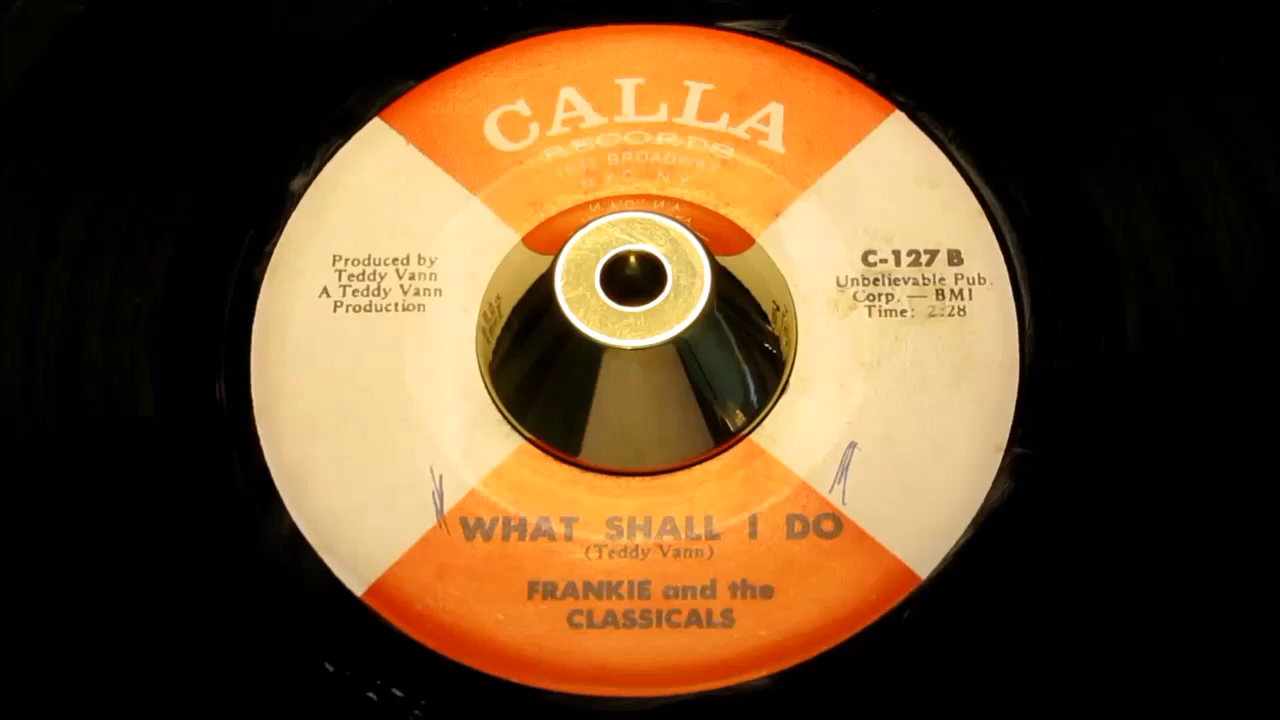 CALLA
RECORDS
1631 BROADWAY
N.Y.C. N.Y.
Produced by
Teddy Vann
A Teddy Vann
Production
C-127 B
Unbelievable Pub.
Corp. — BMI
Time: 2:28
WHAT SHALL I DO
(Teddy Vann)
FRANKIE and the
CLASSICALS